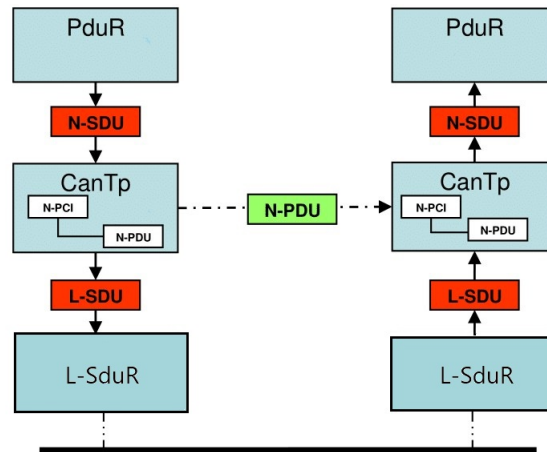 PduR
PduR
N-SDU
N-SDU
CanTp
CanTp
N-PCI
N-PDU
N-PDU
N-PCI
N-PDU
L-SDU
L-SDU
L-SduR
L-SduR